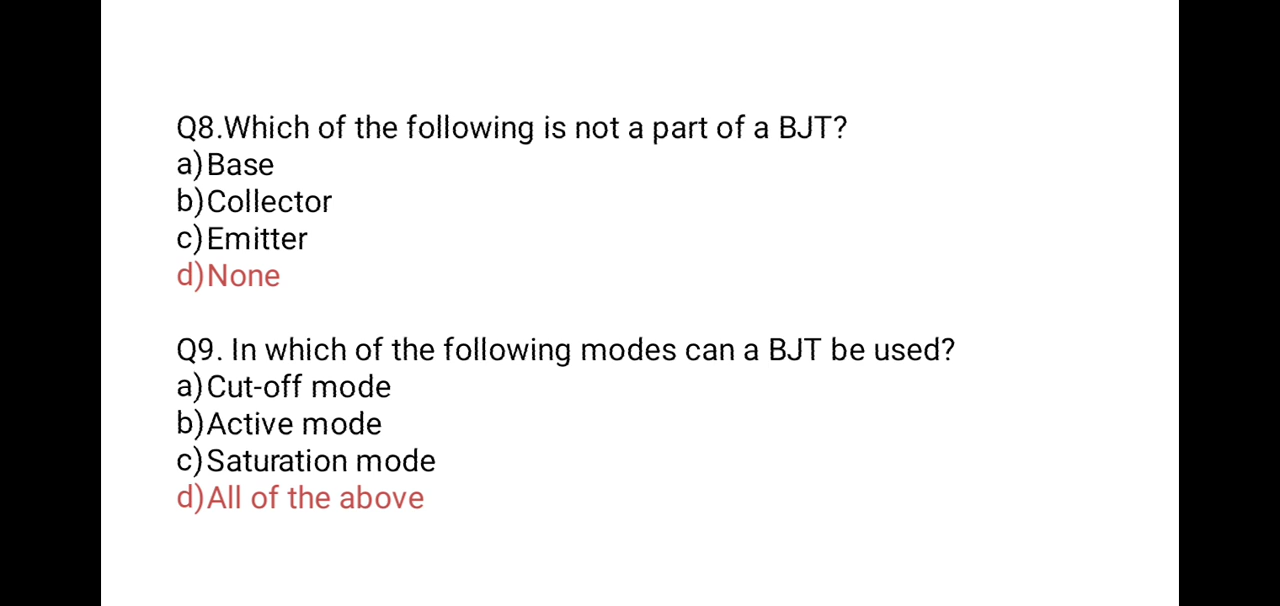 Q8.Which of the following is not a part of a BJT?
a)Base
b)Collector
c)Emitter
d)None
Q9. In which of the following modes can a BJT be used?
a)Cut-off mode
b)Active mode
c)Saturation mode
d)All of the above